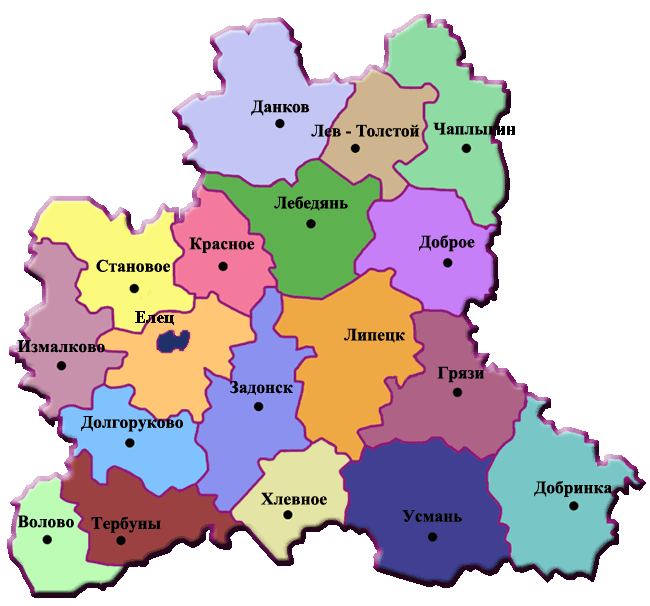 Данков
Лев - Толстой
Чаплыгин
Лебедянь
Красное
Доброе
Становое
Елец
Липецк
Измалково
Грязи
Задонск
Долгоруково
Добринка
Хлевное
Усмань
Волово
Тербуны